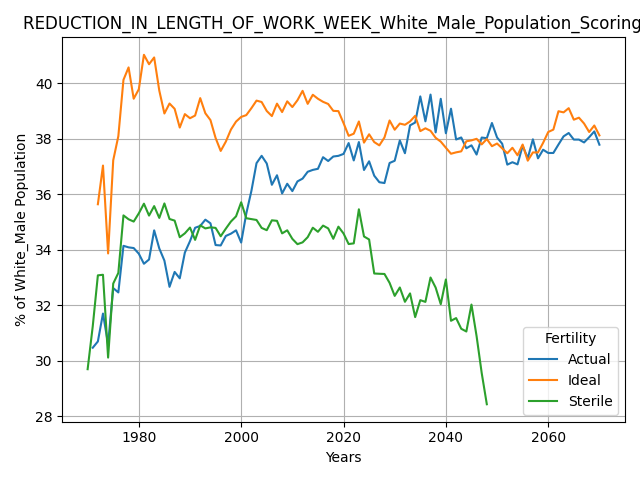 REDUCTION_IN_LENGTH_OF_WORK_WEEK_White_Male_Population_Scoring
% of White_Male Population
40
38
36
34
32
30
28
1980
2000
2020
2040
2060
Years
Fertility
Actual
Ideal
Sterile